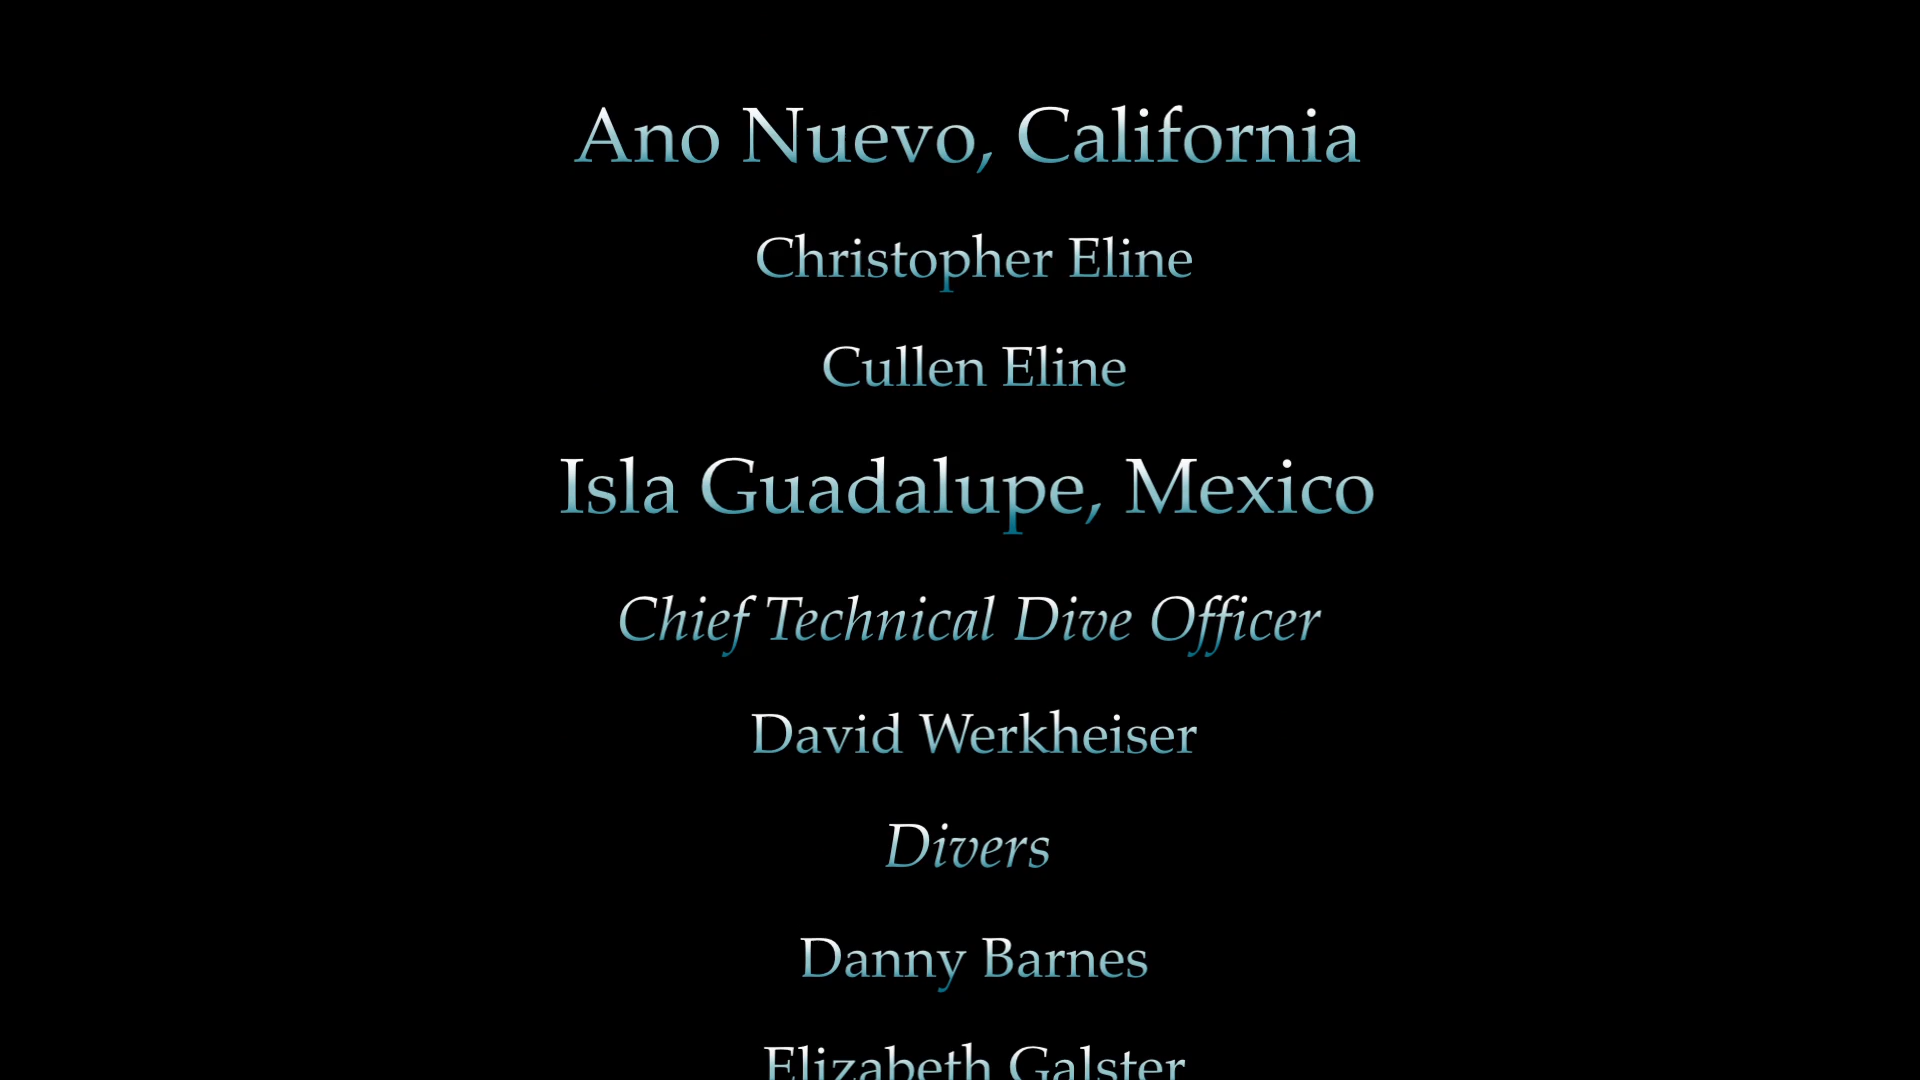 Ano Nuevo, California
Christopher Eline
Cullen Eline
Isla Guadalupe, Mexico
Chief Technical Dive Officer
David Werkheiser
Divers
Danny Barnes
Elizabeth Galster